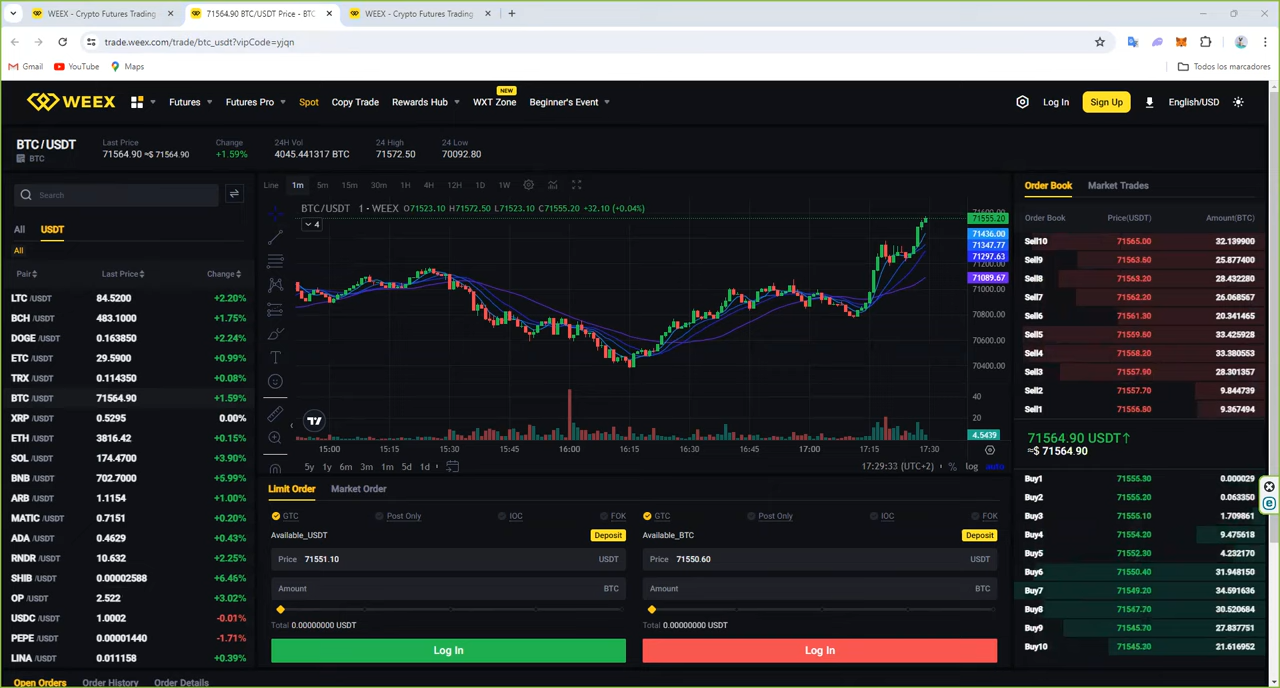 WEEX - Crypto Futures Trading
71564.90 BTC/USDT Price - BTC
WEEX - Crypto Futures Trading
trade.weex.com/trade/btc_usdt?vipCode=yjqn
Gmail
YouTube
Maps
Todos los marcadores
WEEX
Futures
Futures Pro
Spot
Copy Trade
Rewards Hub
NEW
WXT Zone
Beginner's Event
Log In
Sign Up
English/USD
BTC/USDT
BTC
Last Price
71564.90 ≈$ 71564.90
Change
+1.59%
24H Vol
4045.441317 BTC
24 High
71572.50
24 Low
70092.80
Search
All
USDT
All
Pair Last Price Change
LTC /USDT 84.5200 +2.20%
BCH /USDT 483.1000 +1.75%
DOGE /USDT 0.163850 +2.24%
ETC /USDT 29.5900 +0.99%
TRX /USDT 0.114350 +0.08%
BTC /USDT 71564.90 +1.59%
XRP /USDT 0.5295 0.00%
ETH /USDT 3816.42 +0.15%
SOL /USDT 174.4700 +3.90%
BNB /USDT 702.7000 +5.99%
ARB /USDT 1.1154 +1.00%
MATIC /USDT 0.7151 +0.20%
ADA /USDT 0.4629 +0.43%
RNDR /USDT 10.632 +2.25%
SHIB /USDT 0.00002588 +6.46%
OP /USDT 2.522 +3.02%
USDC /USDT 1.0002 -0.01%
PEPE /USDT 0.00001440 -1.71%
LINA /USDT 0.011158 +0.39%
Line 1m 5m 15m 30m 1H 4H 12H 1D 1W
BTC/USDT · 1 · WEEX O71523.10 H71572.50 L71523.10 C71555.20 +32.10 (+0.04%)
4
71555.20
71436.00
71347.77
71297.63
71200.00
71089.67
71000.00
70800.00
70600.00
70400.00
40
20
4.5439
15:00 15:15 15:30 15:45 16:00 16:15 16:30 16:45 17:00 17:15 17:30
5y 1y 6m 3m 1m 5d 1d
17:29:33 (UTC+2) % log auto
Limit Order
Market Order
GTC Post Only IOC FOK
Available_USDT
Deposit
Price 71551.10 USDT
Amount BTC
Total 0.00000000 USDT
Log In
GTC Post Only IOC FOK
Available_BTC
Deposit
Price 71550.60 USDT
Amount BTC
Total 0.00000000 USDT
Log In
Order Book
Market Trades
Order Book Price(USDT) Amount(BTC)
Sell10 71565.00 32.139900
Sell9 71563.60 25.877400
Sell8 71563.20 28.432280
Sell7 71562.20 26.068567
Sell6 71561.30 20.341465
Sell5 71559.60 33.425928
Sell4 71558.20 33.380553
Sell3 71557.90 28.301357
Sell2 71557.70 9.844739
Sell1 71556.80 9.367494
71564.90 USDT↑
≈$ 71564.90
Buy1 71555.30 0.000029
Buy2 71555.20 0.063350
Buy3 71555.10 1.709861
Buy4 71554.20 9.475618
Buy5 71552.30 4.232170
Buy6 71550.40 31.948150
Buy7 71549.20 34.591636
Buy8 71547.70 30.520684
Buy9 71545.70 27.837751
Buy10 71545.30 21.616952
Open Orders
Order History
Order Details